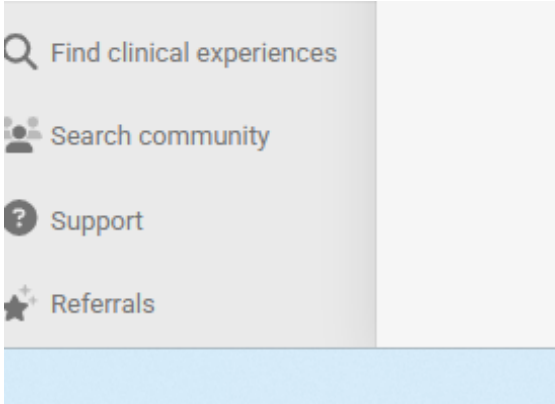 Find clinical experiences
Search community
Support
Referrals